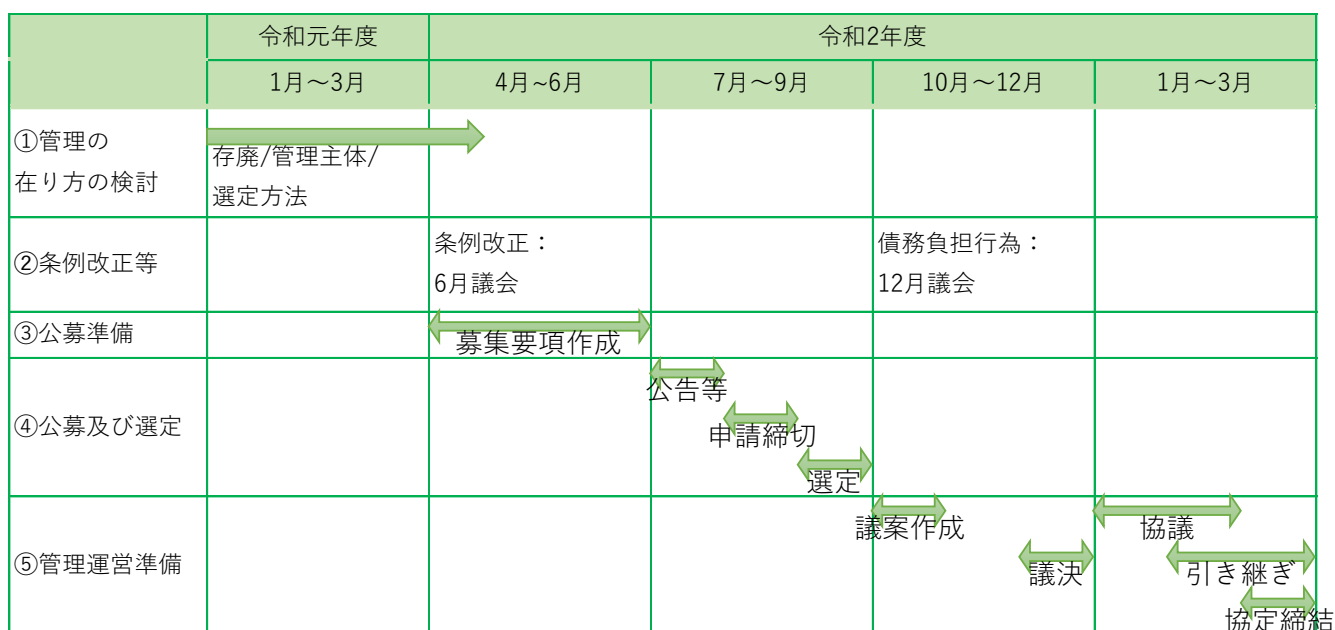 令和元年度
令和2年度
1月～3月
4月~6月
7月～9月
10月～12月
1月～3月
①管理の
在り方の検討
存廃/管理主体/
選定方法
②条例改正等
条例改正：
6月議会
債務負担行為：
12月議会
③公募準備
募集要項作成
④公募及び選定
公告等
申請締切
選定
⑤管理運営準備
議案作成
議決
協議
引き継ぎ
協定締結